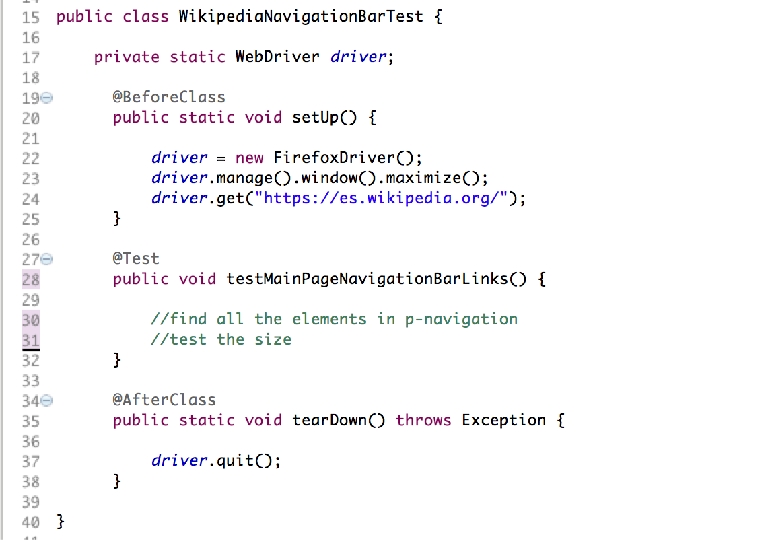 15 public class WikipediaNavigationBarTest {
16
17 private static WebDriver driver;
18
19 @BeforeClass
20 public static void setUp() {
21
22 driver = new FirefoxDriver();
23 driver.manage().window().maximize();
24 driver.get("https://es.wikipedia.org/");
25 }
26
27 @Test
28 public void testMainPageNavigationBarLinks() {
29
30 //find all the elements in p-navigation
31 //test the size
32 }
33
34 @AfterClass
35 public static void tearDown() throws Exception {
36
37 driver.quit();
38 }
39
40 }